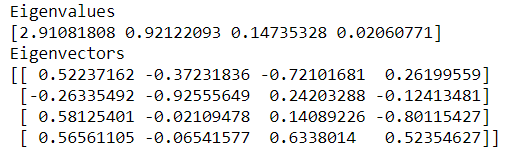 Eigenvalues
[2.91081808 0.92122093 0.14735328 0.02060771]
Eigenvectors
[[ 0.52237162 -0.37231836 -0.72101681  0.26199559]
 [-0.26335492 -0.92555649  0.24203288 -0.12413481]
 [ 0.58125401 -0.02109478  0.14089226 -0.80115427]
 [ 0.56561105 -0.06541577  0.6338014   0.52354627]]